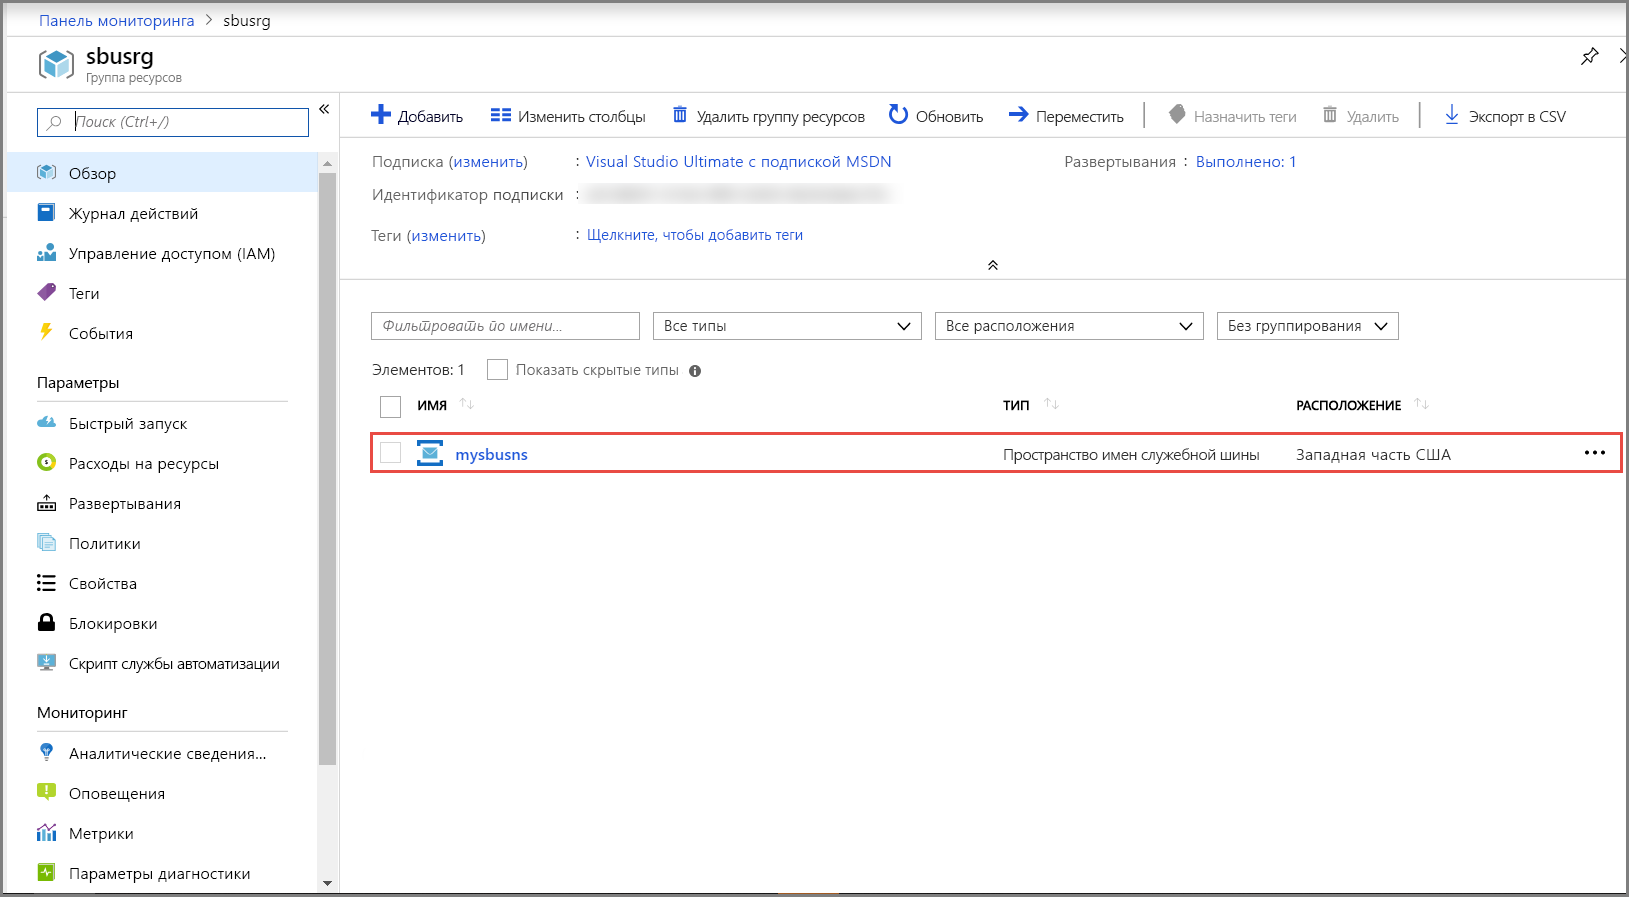 Панель мониторинга > sbusrg
sbusrg
Группа ресурсов
Поиск (Ctrl+/)
Обзор
Журнал действий
Управление доступом (IAM)
Теги
События
Параметры
Быстрый запуск
Расходы на ресурсы
Развертывания
Политики
Свойства
Блокировки
Скрипт службы автоматизации
Мониторинг
Аналитические сведения...
Оповещения
Метрики
Параметры диагностики
Добавить Изменить столбцы Удалить группу ресурсов Обновить Переместить Назначить теги Удалить Экспорт в CSV
Подписка (изменить) : Visual Studio Ultimate с подпиской MSDN Развертывания : Выполнено: 1
Идентификатор подписки :
Теги (изменить) : Щелкните, чтобы добавить теги
Фильтровать по имени... Все типы Все расположения Без группирования
Элементов: 1 Показать скрытые типы
ИМЯ ТИП РАСПОЛОЖЕНИЕ
mysbusns Пространство имен служебной шины Западная часть США